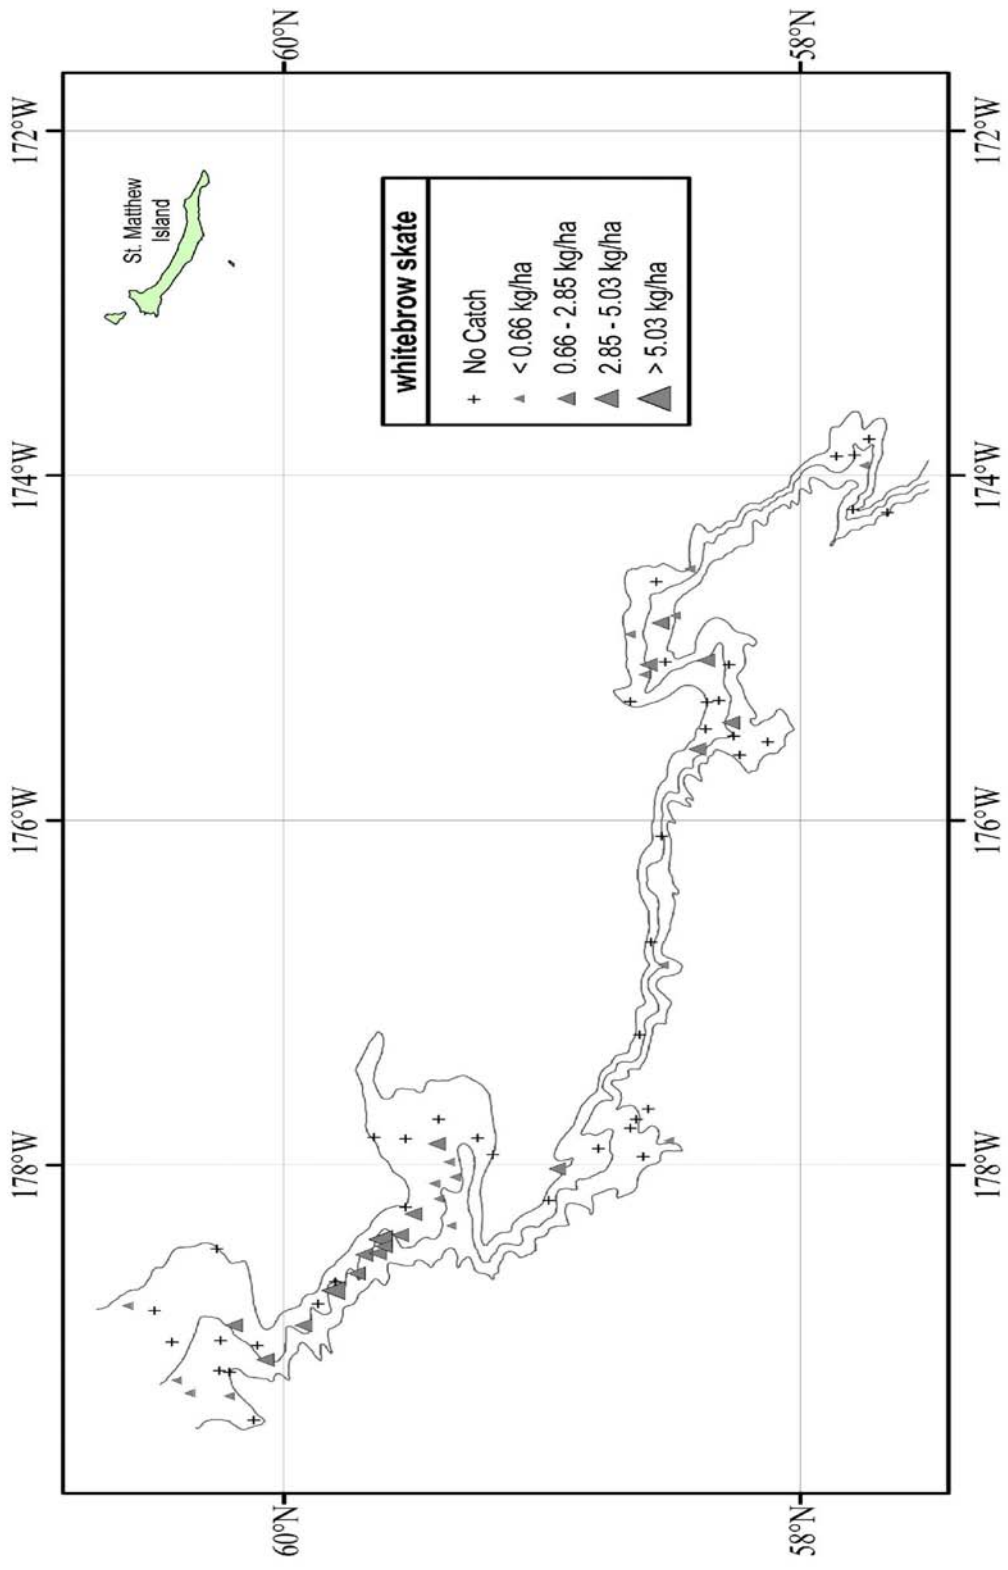 172°W
174°W
176°W
178°W
60°N
60°N
58°N
58°N
St. Matthew
Island
whitebrow skate
No Catch
< 0.66 kg/ha
0.66 - 2.85 kg/ha
2.85 - 5.03 kg/ha
> 5.03 kg/ha
172°W
174°W
176°W
178°W